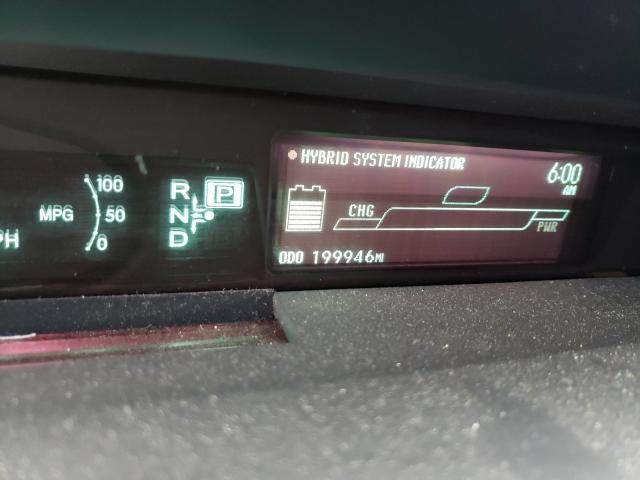 HYBRID SYSTEM INDICATOR
6:00
AM
100
MPG 50
0
PH
R P
N
D
CHG
PWR
ODO 199946MI